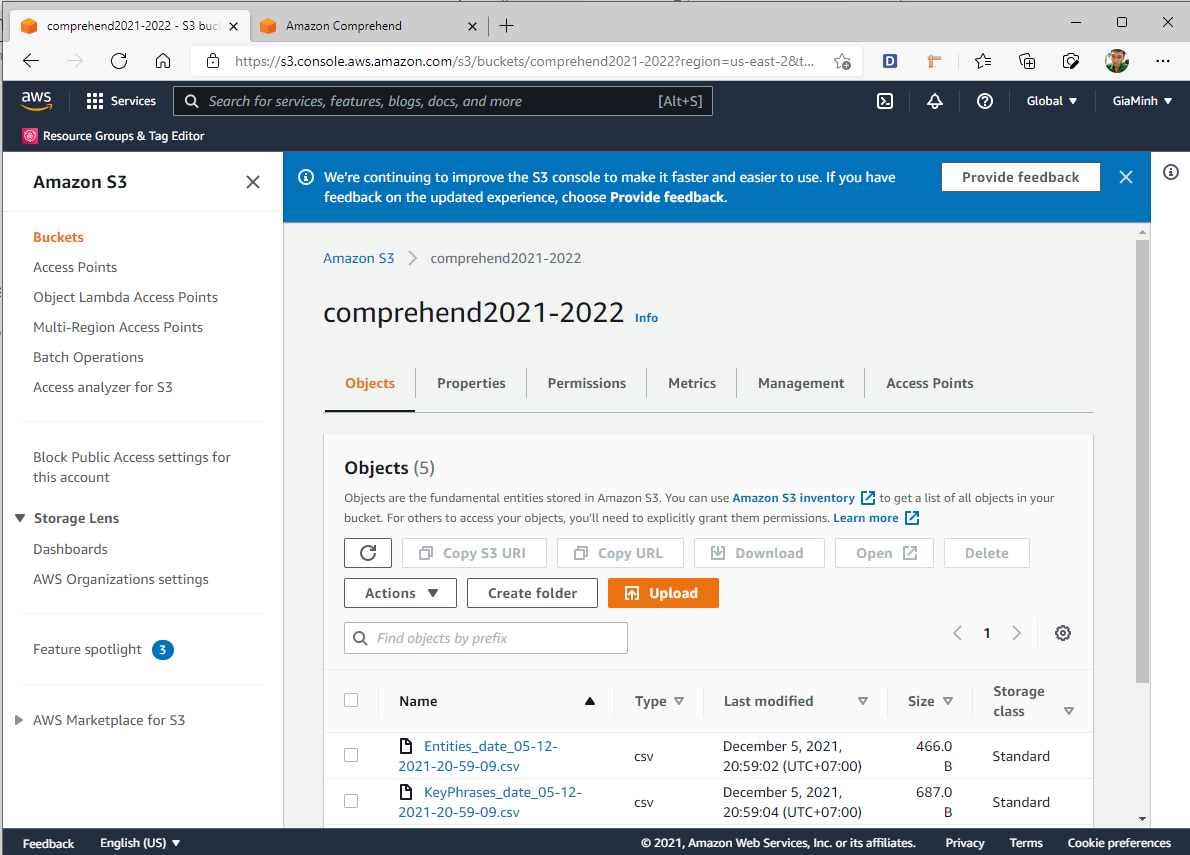 comprehend2021-2022 - S3 buc
Amazon Comprehend
https://s3.console.aws.amazon.com/s3/buckets/comprehend2021-2022?region=us-east-2&t...
D
aws
Services
Search for services, features, blogs, docs, and more
[Alt+S]
Global
GiaMinh
Resource Groups & Tag Editor
Amazon S3
Buckets
Access Points
Object Lambda Access Points
Multi-Region Access Points
Batch Operations
Access analyzer for S3
Block Public Access settings for
this account
Storage Lens
Dashboards
AWS Organizations settings
Feature spotlight 3
AWS Marketplace for S3
We're continuing to improve the S3 console to make it faster and easier to use. If you have
feedback on the updated experience, choose Provide feedback.
Provide feedback
Amazon S3 comprehend2021-2022
comprehend2021-2022 Info
Objects Properties Permissions Metrics Management Access Points
Objects (5)
Objects are the fundamental entities stored in Amazon S3. You can use Amazon S3 inventory to get a list of all objects in your
bucket. For others to access your objects, you'll need to explicitly grant them permissions. Learn more
Copy S3 URI Copy URL Download Open Delete
Actions Create folder Upload
Find objects by prefix
1
Name Type Last modified Size Storage
class
Entities_date_05-12- csv December 5, 2021, 466.0 Standard
2021-20-59-09.csv 20:59:02 (UTC+07:00) B
KeyPhrases_date_05-12- csv December 5, 2021, 687.0 Standard
2021-20-59-09.csv 20:59:04 (UTC+07:00) B
Feedback English (US) © 2021, Amazon Web Services, Inc. or its affiliates. Privacy Terms Cookie preferences